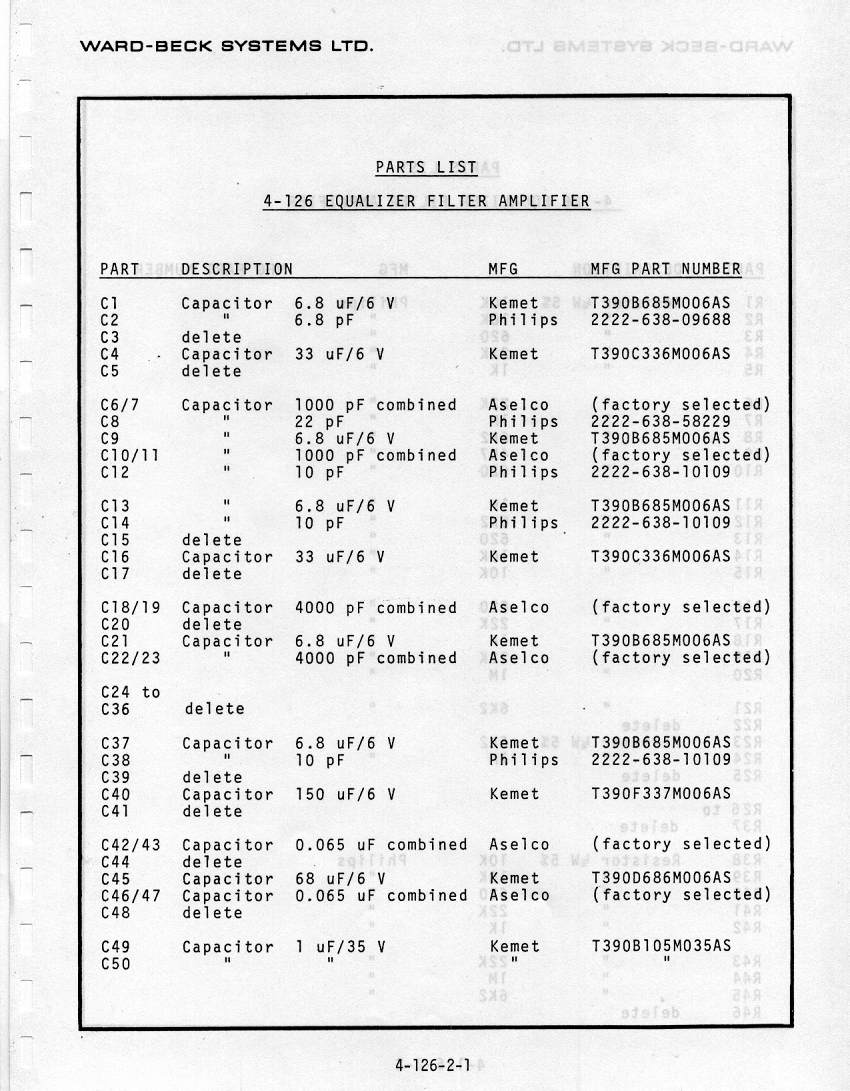 WARD-BECK SYSTEMS LTD.
PARTS LIST
4-126 EQUALIZER FILTER AMPLIFIER
PART DESCRIPTION MFG MFG PART NUMBER
C1 Capacitor 6.8 uF/6 V Kemet T390B685M006AS
C2 " 6.8 pF Philips 2222-638-09688
C3 delete
C4 Capacitor 33 uF/6 V Kemet T390C336M006AS
C5 delete
C6/7 Capacitor 1000 pF combined Aselco (factory selected)
C8 " 22 pF Philips 2222-638-58229
C9 " 6.8 uF/6 V Kemet T390B685M006AS
C10/11 " 1000 pF combined Aselco (factory selected)
C12 " 10 pF Philips 2222-638-10109
C13 " 6.8 uF/6 V Kemet T390B685M006AS
C14 " 10 pF Philips 2222-638-10109
C15 delete
C16 Capacitor 33 uF/6 V Kemet T390C336M006AS
C17 delete
C18/19 Capacitor 4000 pF combined Aselco (factory selected)
C20 delete
C21 Capacitor 6.8 uF/6 V Kemet T390B685M006AS
C22/23 " 4000 pF combined Aselco (factory selected)
C24 to
C36 delete
C37 Capacitor 6.8 uF/6 V Kemet T390B685M006AS
C38 " 10 pF Philips 2222-638-10109
C39 delete
C40 Capacitor 150 uF/6 V Kemet T390F337M006AS
C41 delete
C42/43 Capacitor 0.065 uF combined Aselco (factory selected)
C44 delete
C45 Capacitor 68 uF/6 V Kemet T390D686M006AS
C46/47 Capacitor 0.065 uF combined Aselco (factory selected)
C48 delete
C49 Capacitor 1 uF/35 V Kemet T390B105M035AS
C50 " " " "
4-126-2-1